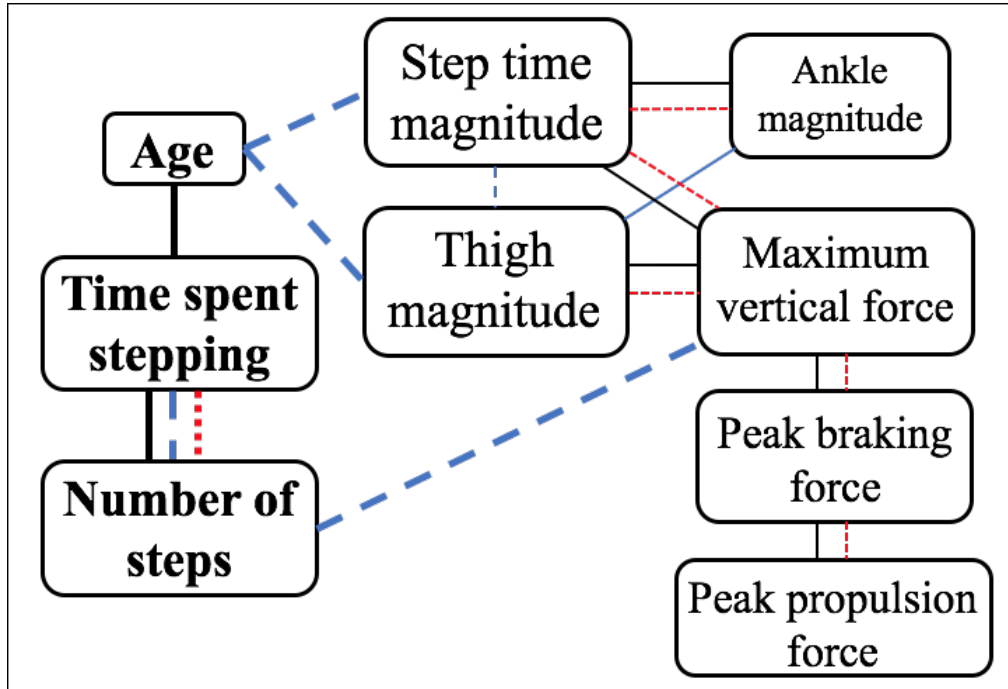 Age
Time spent
stepping
Number of
steps
Step time
magnitude
Thigh
magnitude
Ankle
magnitude
Maximum
vertical force
Peak braking
force
Peak propulsion
force